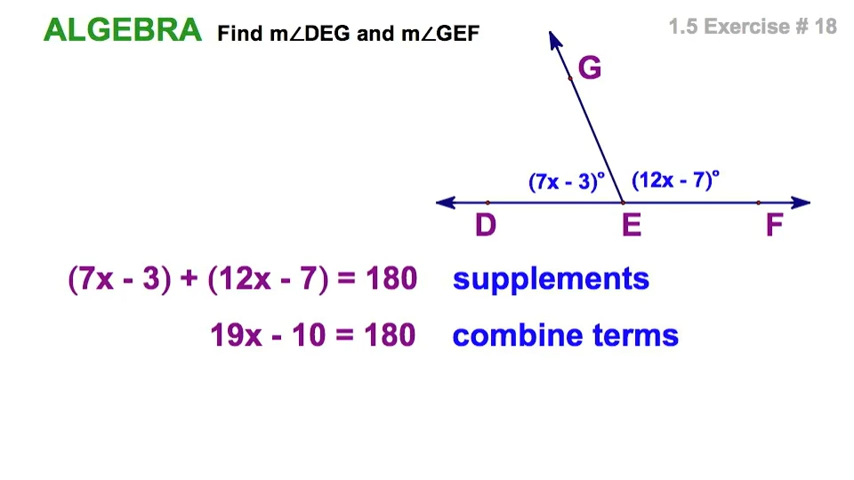 ALGEBRA Find m∠DEG and m∠GEF
1.5 Exercise # 18
G
(7x - 3)° (12x - 7)°
D E F
(7x - 3) + (12x - 7) = 180 supplements
19x - 10 = 180 combine terms